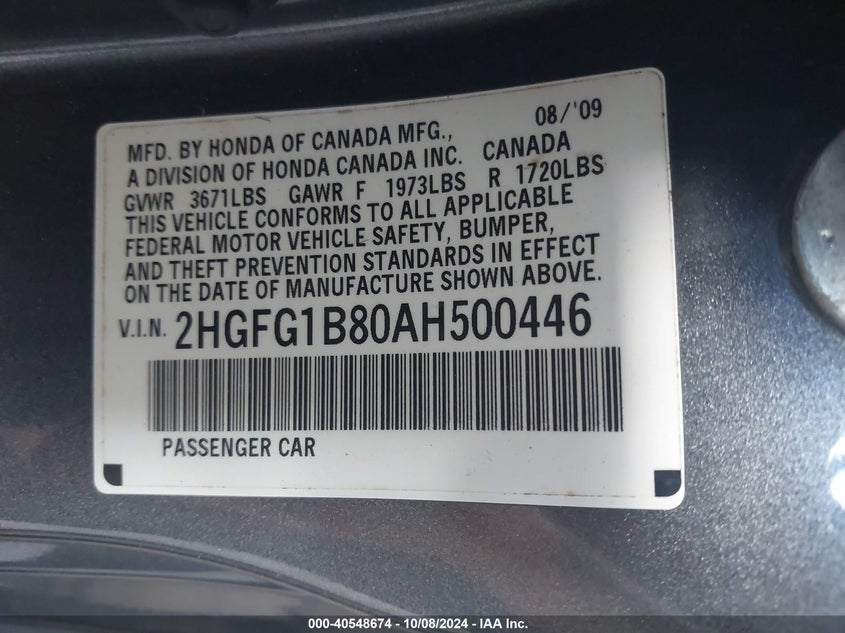 08/'09
MFD. BY HONDA OF CANADA MFG.,
A DIVISION OF HONDA CANADA INC. CANADA
GVWR 3671LBS GAWR F 1973LBS R 1720LBS
THIS VEHICLE CONFORMS TO ALL APPLICABLE
FEDERAL MOTOR VEHICLE SAFETY, BUMPER,
AND THEFT PREVENTION STANDARDS IN EFFECT
ON THE DATE OF MANUFACTURE SHOWN ABOVE.
V.I.N. 2HGFG1B80AH500446
PASSENGER CAR
000-40548674 - 10/08/2024 - IAA Inc.